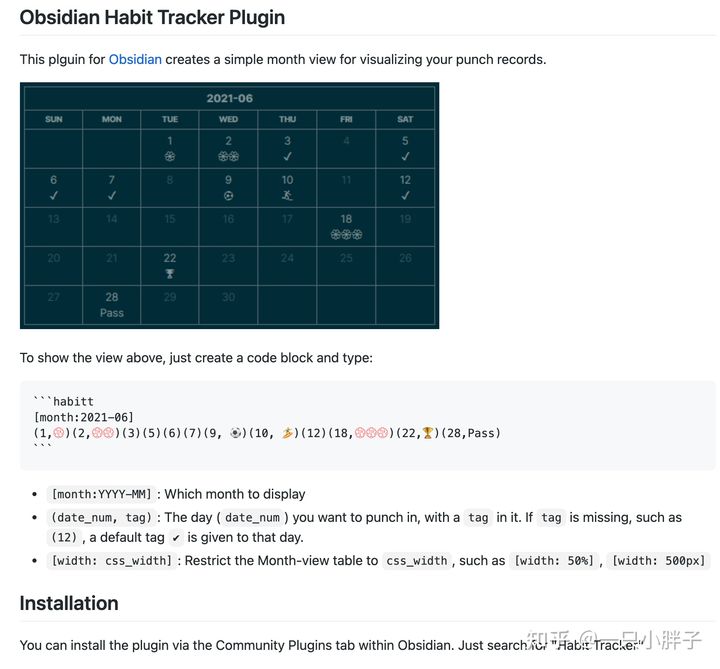 Obsidian Habit Tracker Plugin
This plguin for Obsidian creates a simple month view for visualizing your punch records.
2021-06
SUN MON TUE WED THU FRI SAT
1 2 3 4 5
🏵 🏵🏵 ✓ ✓
6 7 8 9 10 11 12
✓ ✓ ⚽ 🏂 ✓
13 14 15 16 17 18 19
🏵🏵🏵
20 21 22 23 24 25 26
🏆
27 28 29 30
Pass
To show the view above, just create a code block and type:
```habitt
[month:2021-06]
(1,🏵)(2,🏵🏵)(3)(5)(6)(7)(9, ⚽)(10, 🏂)(12)(18,🏵🏵🏵)(22,🏆)(28,Pass)
```
• [month:YYYY-MM] : Which month to display
• (date_num, tag) : The day ( date_num ) you want to punch in, with a tag in it. If tag is missing, such as
(12) , a default tag ✔ is given to that day.
• [width: css_width] : Restrict the Month-view table to css_width , such as [width: 50%] , [width: 500px]
Installation
You can install the plugin via the Community Plugins tab within Obsidian. Just search for "Habit Tracker"
知乎 @一只小胖子